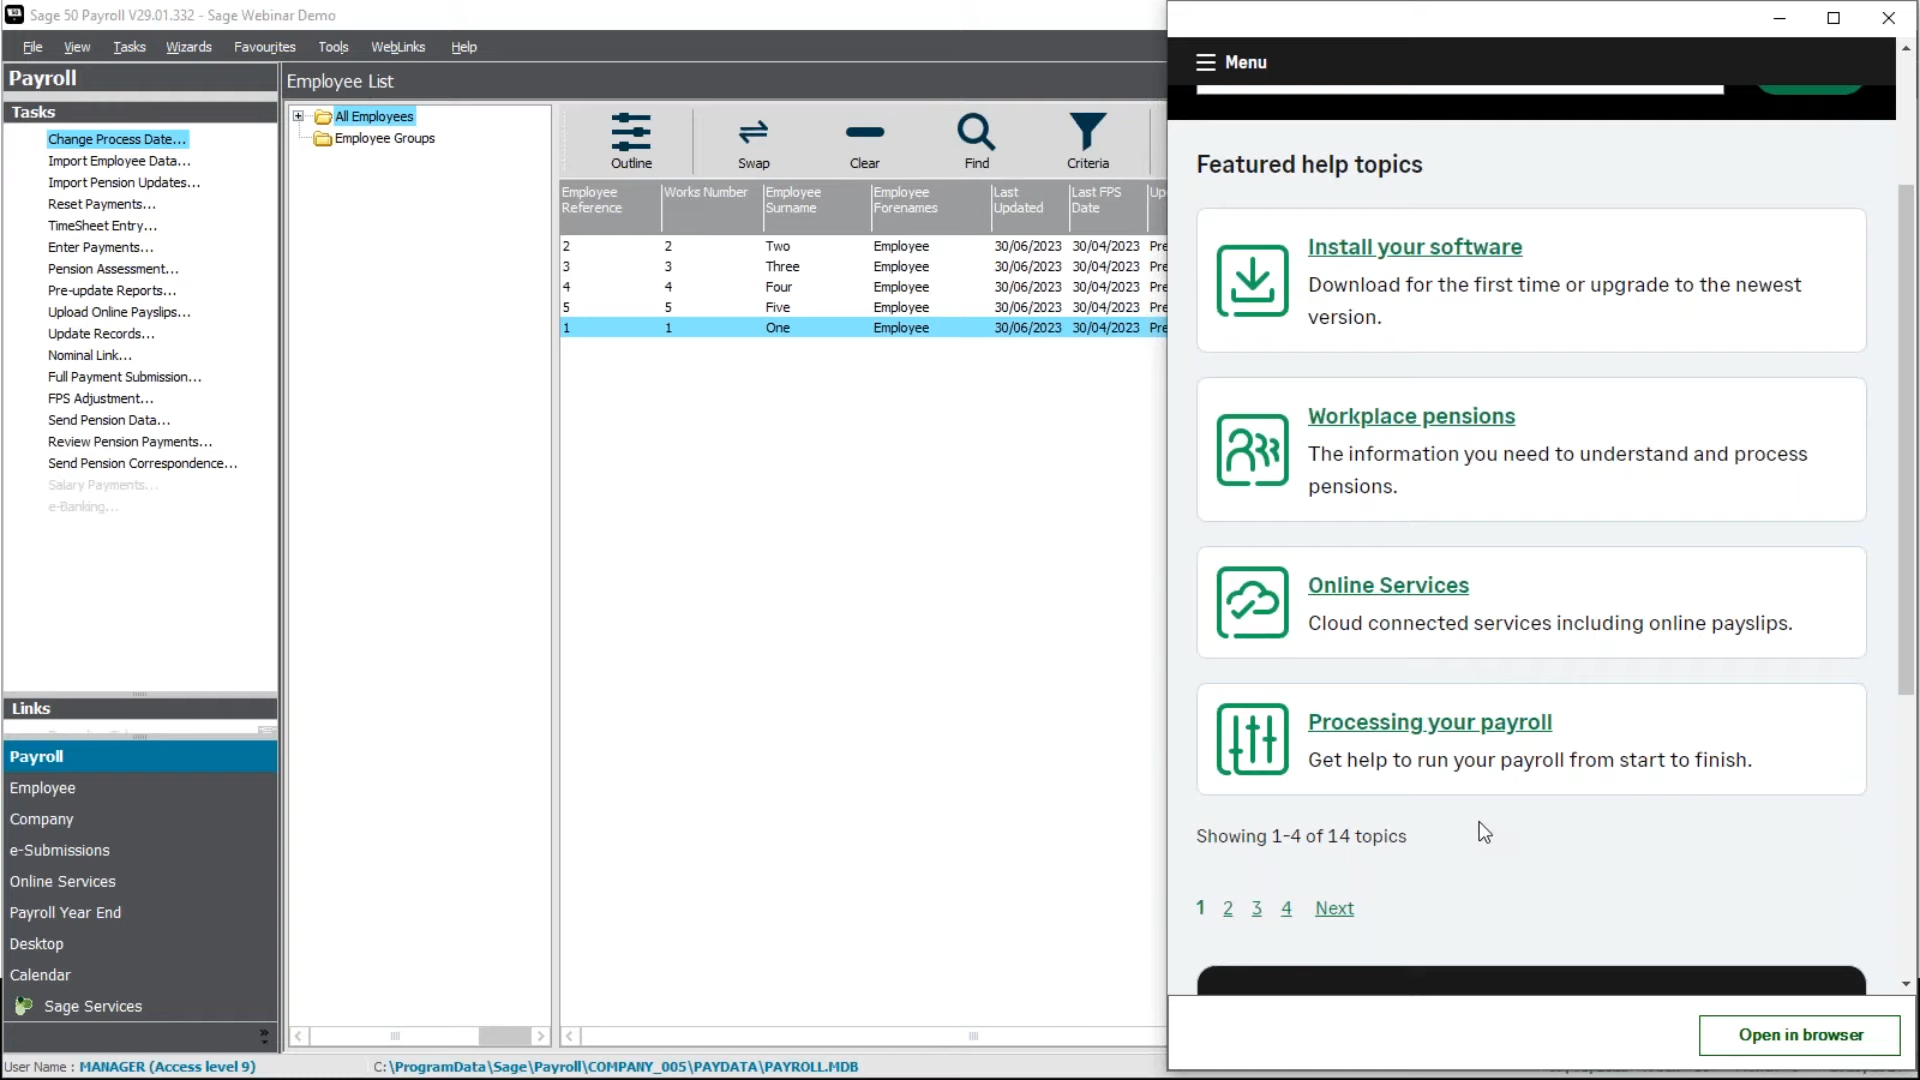 Sage 50 Payroll V29.01.332 - Sage Webinar Demo
File View Tasks Wizards Favourites Tools WebLinks Help
Payroll
Tasks
Change Process Date...
Import Employee Data...
Import Pension Updates...
Reset Payments...
TimeSheet Entry...
Enter Payments...
Pension Assessment...
Pre-update Reports...
Upload Online Payslips...
Update Records...
Nominal Link...
Full Payment Submission...
FPS Adjustment...
Send Pension Data...
Review Pension Payments...
Send Pension Correspondence...
Salary Payments...
e-Banking...
Links
Payroll
Employee
Company
e-Submissions
Online Services
Payroll Year End
Desktop
Calendar
Sage Services
Employee List
All Employees
Employee Groups
Outline Swap Clear Find Criteria
Employee Reference Works Number Employee Surname Employee Forenames Last Updated Last FPS Date Up
2 2 Two Employee 30/06/2023 30/04/2023 Pre
3 3 Three Employee 30/06/2023 30/04/2023 Pre
4 4 Four Employee 30/06/2023 30/04/2023 Pre
5 5 Five Employee 30/06/2023 30/04/2023 Pre
1 1 One Employee 30/06/2023 30/04/2023 Pre
Menu
Featured help topics
Install your software
Download for the first time or upgrade to the newest
version.
Workplace pensions
The information you need to understand and process
pensions.
Online Services
Cloud connected services including online payslips.
Processing your payroll
Get help to run your payroll from start to finish.
Showing 1-4 of 14 topics
1 2 3 4 Next
Open in browser
User Name : MANAGER (Access level 9) C:\ProgramData\Sage\Payroll\COMPANY_005\PAYDATA\PAYROLL.MDB